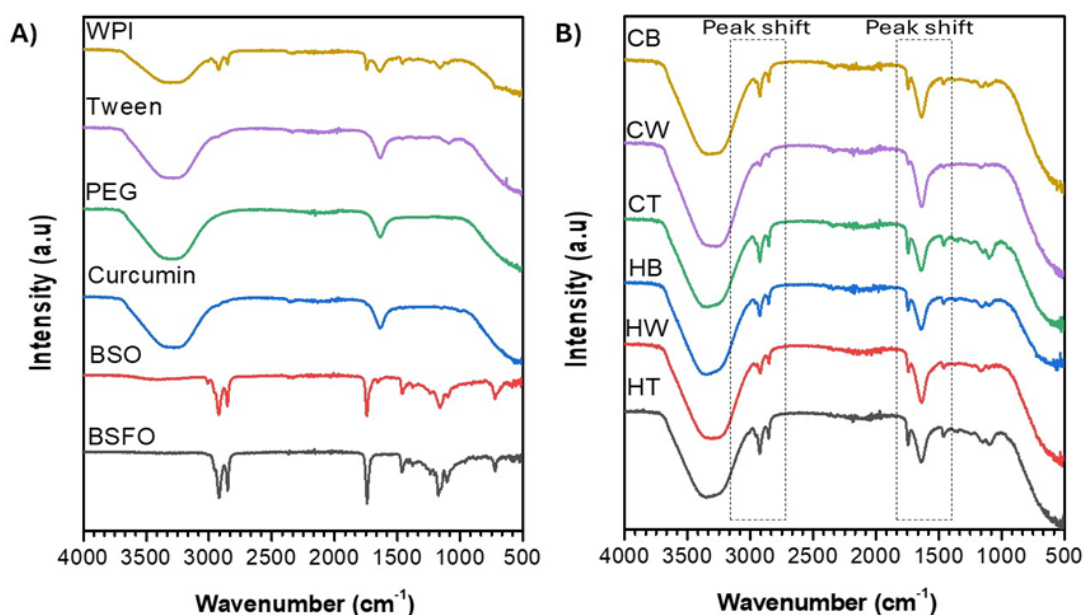 A)
WPI
Tween
PEG
Curcumin
BSO
BSFO
Intensity (a.u)
4000 3500 3000 2500 2000 1500 1000 500
Wavenumber (cm⁻¹)
B)
Peak shift Peak shift
CB
CW
CT
HB
HW
HT
Intensity (a.u)
4000 3500 3000 2500 2000 1500 1000 500
Wavenumber (cm⁻¹)